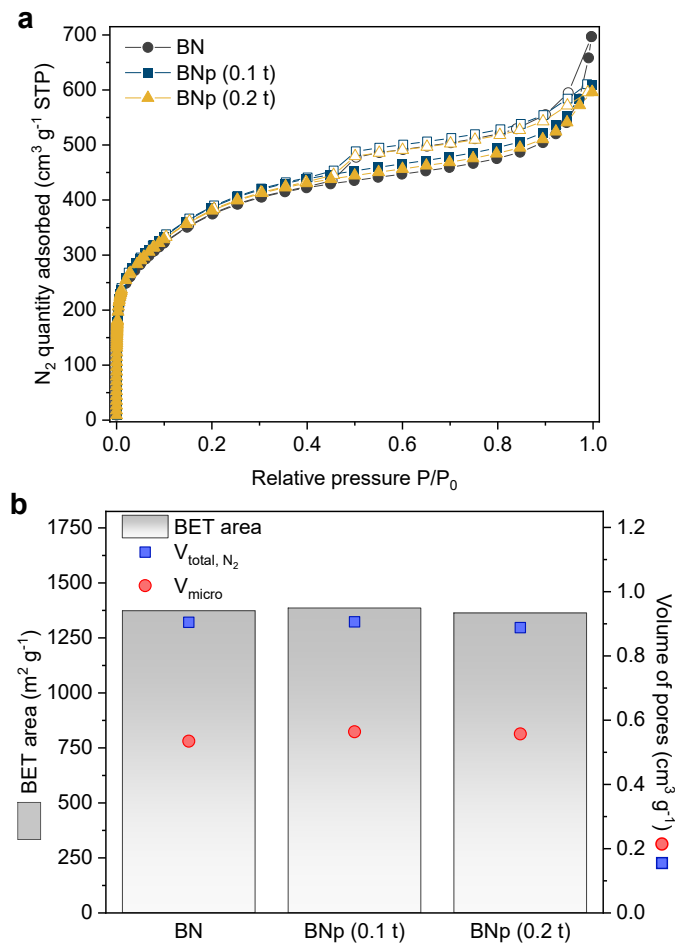 a
700
600
500
400
300
200
100
0
N₂ quantity adsorbed (cm³ g⁻¹ STP)
BN
BNp (0.1 t)
BNp (0.2 t)
0.0 0.2 0.4 0.6 0.8 1.0
Relative pressure P/P₀
b
1750
1500
1250
1000
750
500
250
0
BET area (m² g⁻¹)
BET area
V total, N₂
V micro
1.2
1.0
0.8
0.6
0.4
0.2
0.0
Volume of pores (cm³ g⁻¹)
BN BNp (0.1 t) BNp (0.2 t)